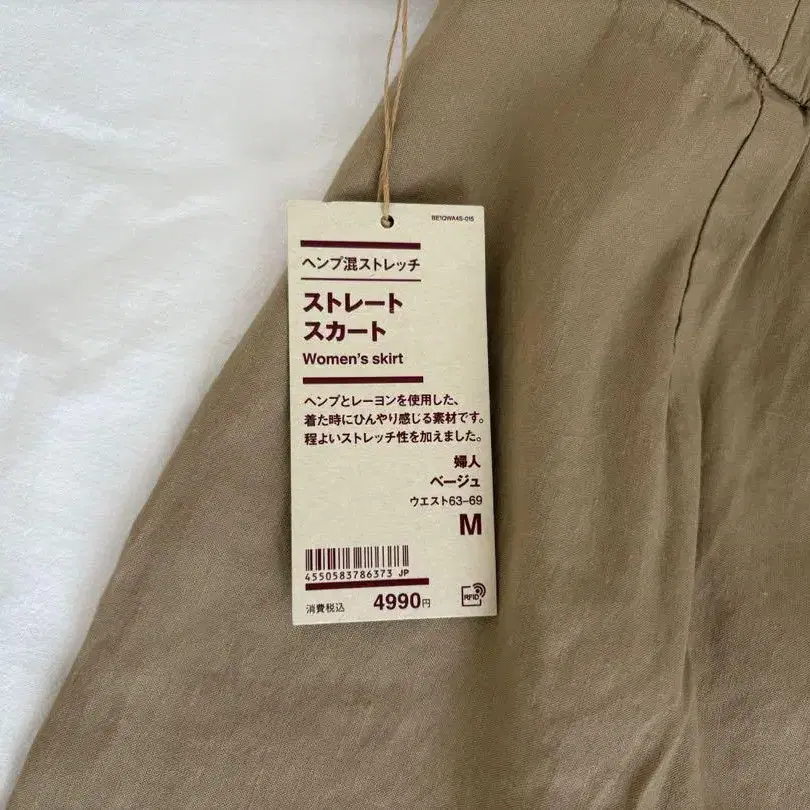 BE1QWA4S-015
ヘンプ混ストレッチ
ストレート
スカート
Women's skirt
ヘンプとレーヨンを使用した、
着た時にひんやり感じる素材です。
程よいストレッチ性を加えました。
婦人
ベージュ
ウエスト63-69
M
4550583786373 JP
消費税込 4990円
RFID